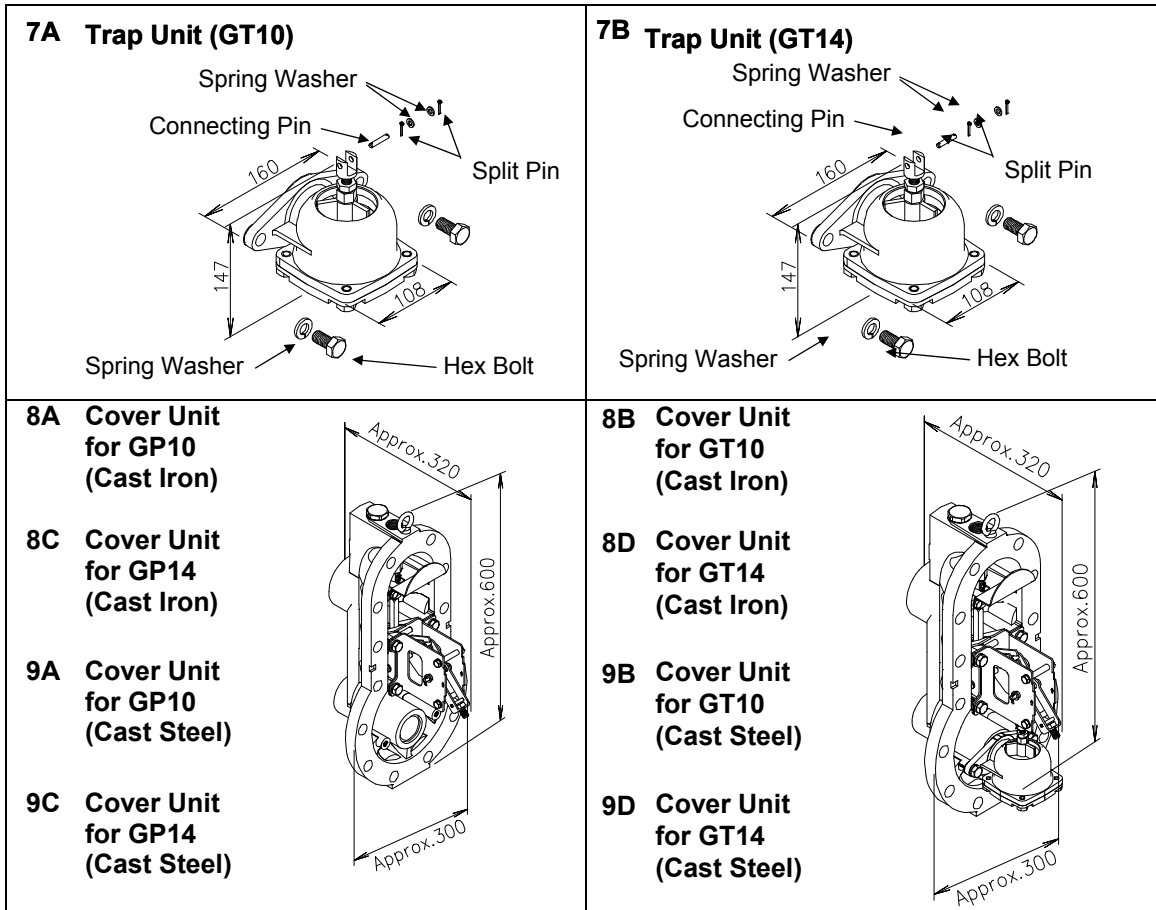 7A Trap Unit (GT10)
Spring Washer
Connecting Pin
Split Pin
160
147
108
Spring Washer
Hex Bolt
7B Trap Unit (GT14)
Spring Washer
Connecting Pin
Split Pin
160
147
108
Spring Washer
Hex Bolt
8A Cover Unit
for GP10
(Cast Iron)
8C Cover Unit
for GP14
(Cast Iron)
9A Cover Unit
for GP10
(Cast Steel)
9C Cover Unit
for GP14
(Cast Steel)
Approx.320
Approx.600
Approx.300
8B Cover Unit
for GT10
(Cast Iron)
8D Cover Unit
for GT14
(Cast Iron)
9B Cover Unit
for GT10
(Cast Steel)
9D Cover Unit
for GT14
(Cast Steel)
Approx.320
Approx.600
Approx.300